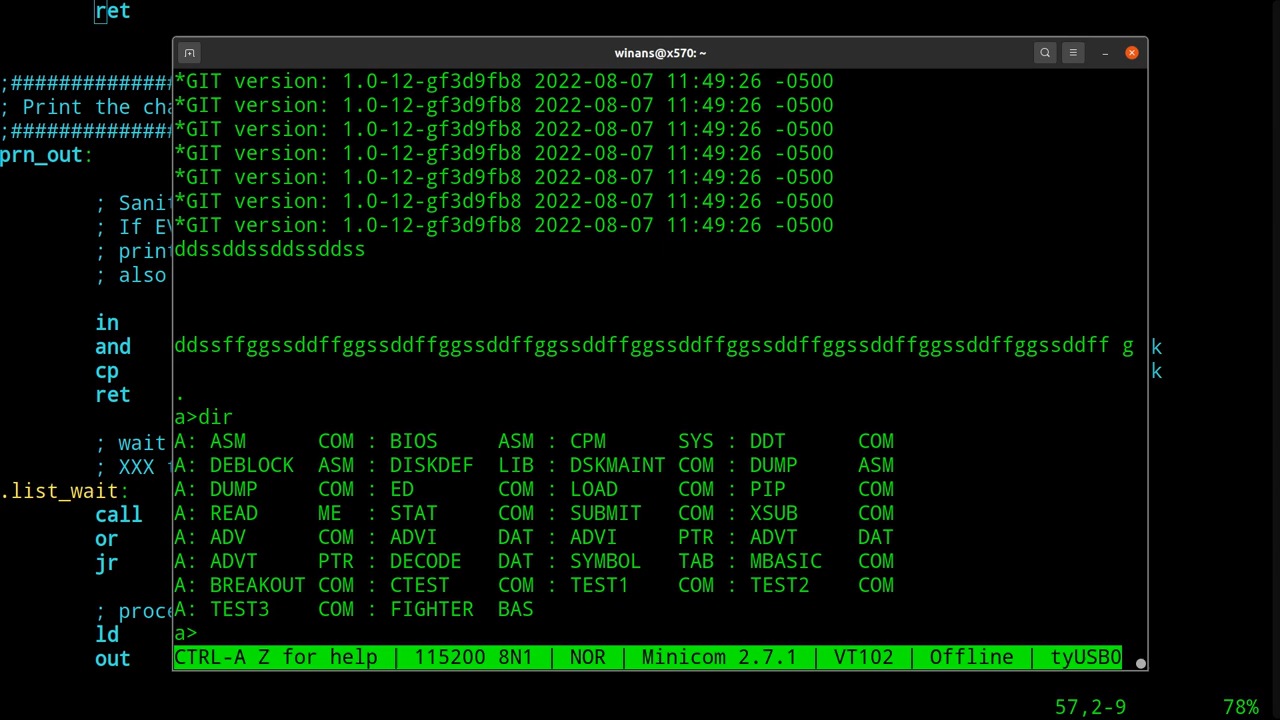 ret
winans@x570: ~
;##############
; Print the cha
;##############
prn_out:
; Sani
; If EV
; prin
; also
in
and
cp
ret
; wait
; XXX
.list_wait:
call
or
jr
; proce
ld
out
*GIT version: 1.0-12-gf3d9fb8 2022-08-07 11:49:26 -0500
*GIT version: 1.0-12-gf3d9fb8 2022-08-07 11:49:26 -0500
*GIT version: 1.0-12-gf3d9fb8 2022-08-07 11:49:26 -0500
*GIT version: 1.0-12-gf3d9fb8 2022-08-07 11:49:26 -0500
*GIT version: 1.0-12-gf3d9fb8 2022-08-07 11:49:26 -0500
*GIT version: 1.0-12-gf3d9fb8 2022-08-07 11:49:26 -0500
*GIT version: 1.0-12-gf3d9fb8 2022-08-07 11:49:26 -0500
ddssddssddssddss
ddssffggssddffggssddffggssddffggssddffggssddffggssddffggssddffggssddffggssddff g
.
a>dir
A: ASM      COM : BIOS     ASM : CPM      SYS : DDT      COM
A: DEBLOCK  ASM : DISKDEF  LIB : DSKMAINT COM : DUMP     ASM
A: DUMP     COM : ED       COM : LOAD     COM : PIP      COM
A: READ     ME  : STAT     COM : SUBMIT   COM : XSUB     COM
A: ADV      COM : ADVI     DAT : ADVI     PTR : ADVT     DAT
A: ADVT     PTR : DECODE   DAT : SYMBOL   TAB : MBASIC   COM
A: BREAKOUT COM : CTEST    COM : TEST1    COM : TEST2    COM
A: TEST3    COM : FIGHTER  BAS
a>
CTRL-A Z for help | 115200 8N1 | NOR | Minicom 2.7.1 | VT102 | Offline | tyUSB0
k
k
57,2-9 78%